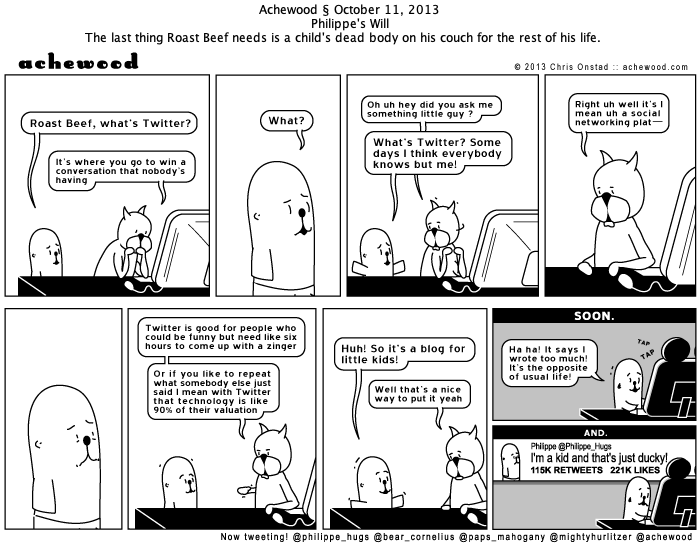 Achewood § October 11, 2013
Philippe's Will
The last thing Roast Beef needs is a child's dead body on his couch for the rest of his life.
achewood
© 2013 Chris Onstad :: achewood.com
Roast Beef, what's Twitter?
It's where you go to win a
conversation that nobody's
having
What?
Oh uh hey did you ask me
something little guy ?
What's Twitter? Some
days I think everybody
knows but me!
Right uh well it's I
mean uh a social
networking plat—
Twitter is good for people who
could be funny but need like six
hours to come up with a zinger
Or if you like to repeat
what somebody else just
said I mean with Twitter
that technology is like
90% of their valuation
Huh! So it's a blog for
little kids!
Well that's a nice
way to put it yeah
SOON.
TAP
TAP
Ha ha! It says I
wrote too much!
It's the opposite
of usual life!
AND.
Philippe @Philippe_Hugs
I'm a kid and that's just ducky!
115K RETWEETS 221K LIKES
Now tweeting! @philippe_hugs @bear_cornelius @paps_mahogany @mightyhurlitzer @achewood